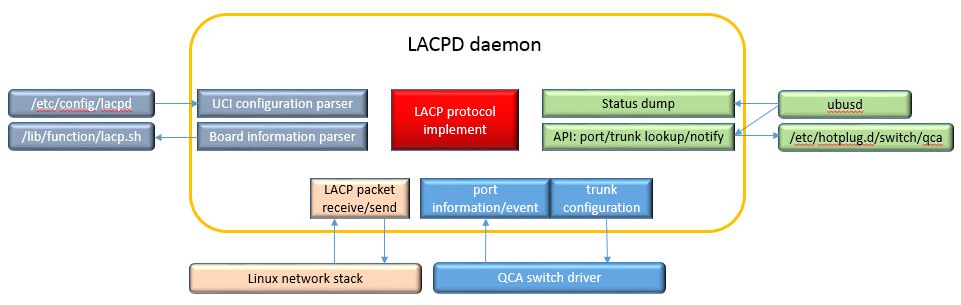 LACPD daemon
/etc/config/lacpd
UCI configuration parser
LACP protocol
implement
Status dump
ubusd
/lib/function/lacp.sh
Board information parser
API: port/trunk lookup/notify
/etc/hotplug.d/switch/qca
LACP packet
receive/send
port
information/event
trunk
configuration
Linux network stack
QCA switch driver